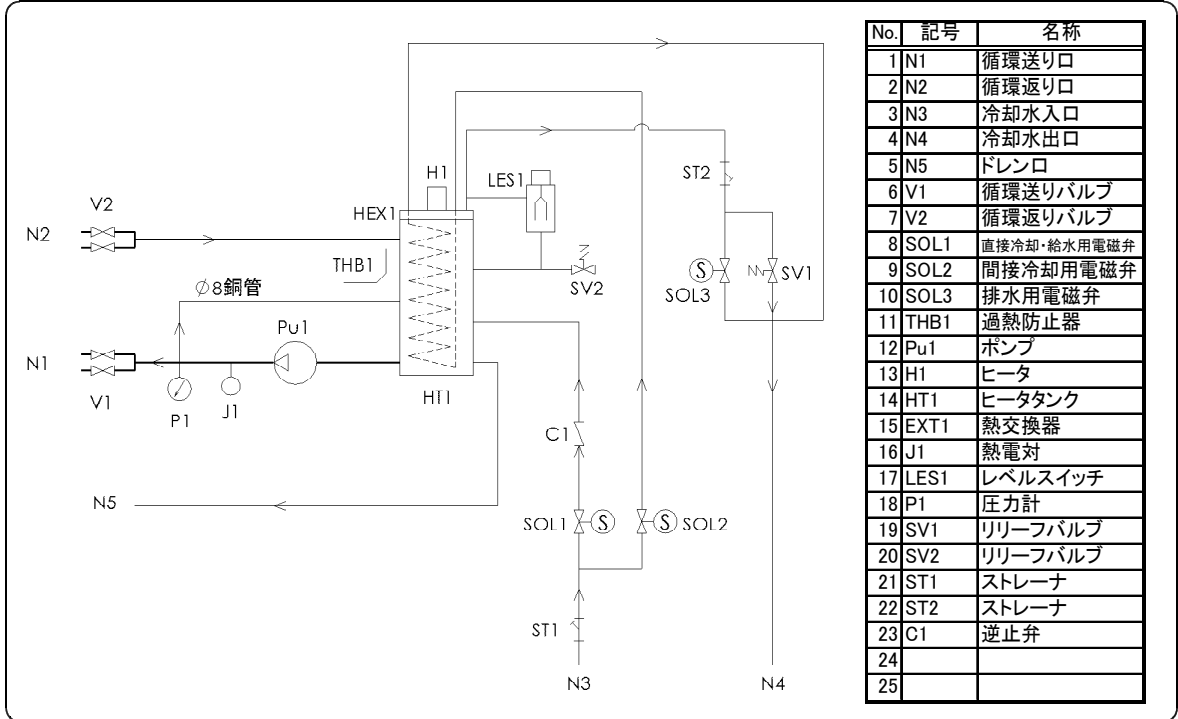 V2
N2
φ8銅管
THB1
HEX1
H1
LES1
SV2
ST2
S
SOL3
SV1
Pu1
N1
V1
P1
J1
HT1
C1
N5
SOL1
S
S
SOL2
ST1
N3
N4
No. 記号 名称
1 N1 循環送り口
2 N2 循環返り口
3 N3 冷却水入口
4 N4 冷却水出口
5 N5 ドレン口
6 V1 循環送りバルブ
7 V2 循環返りバルブ
8 SOL1 直接冷却・給水用電磁弁
9 SOL2 間接冷却用電磁弁
10 SOL3 排水用電磁弁
11 THB1 過熱防止器
12 Pu1 ポンプ
13 H1 ヒータ
14 HT1 ヒータタンク
15 EXT1 熱交換器
16 J1 熱電対
17 LES1 レベルスイッチ
18 P1 圧力計
19 SV1 リリーフバルブ
20 SV2 リリーフバルブ
21 ST1 ストレーナ
22 ST2 ストレーナ
23 C1 逆止弁
24
25